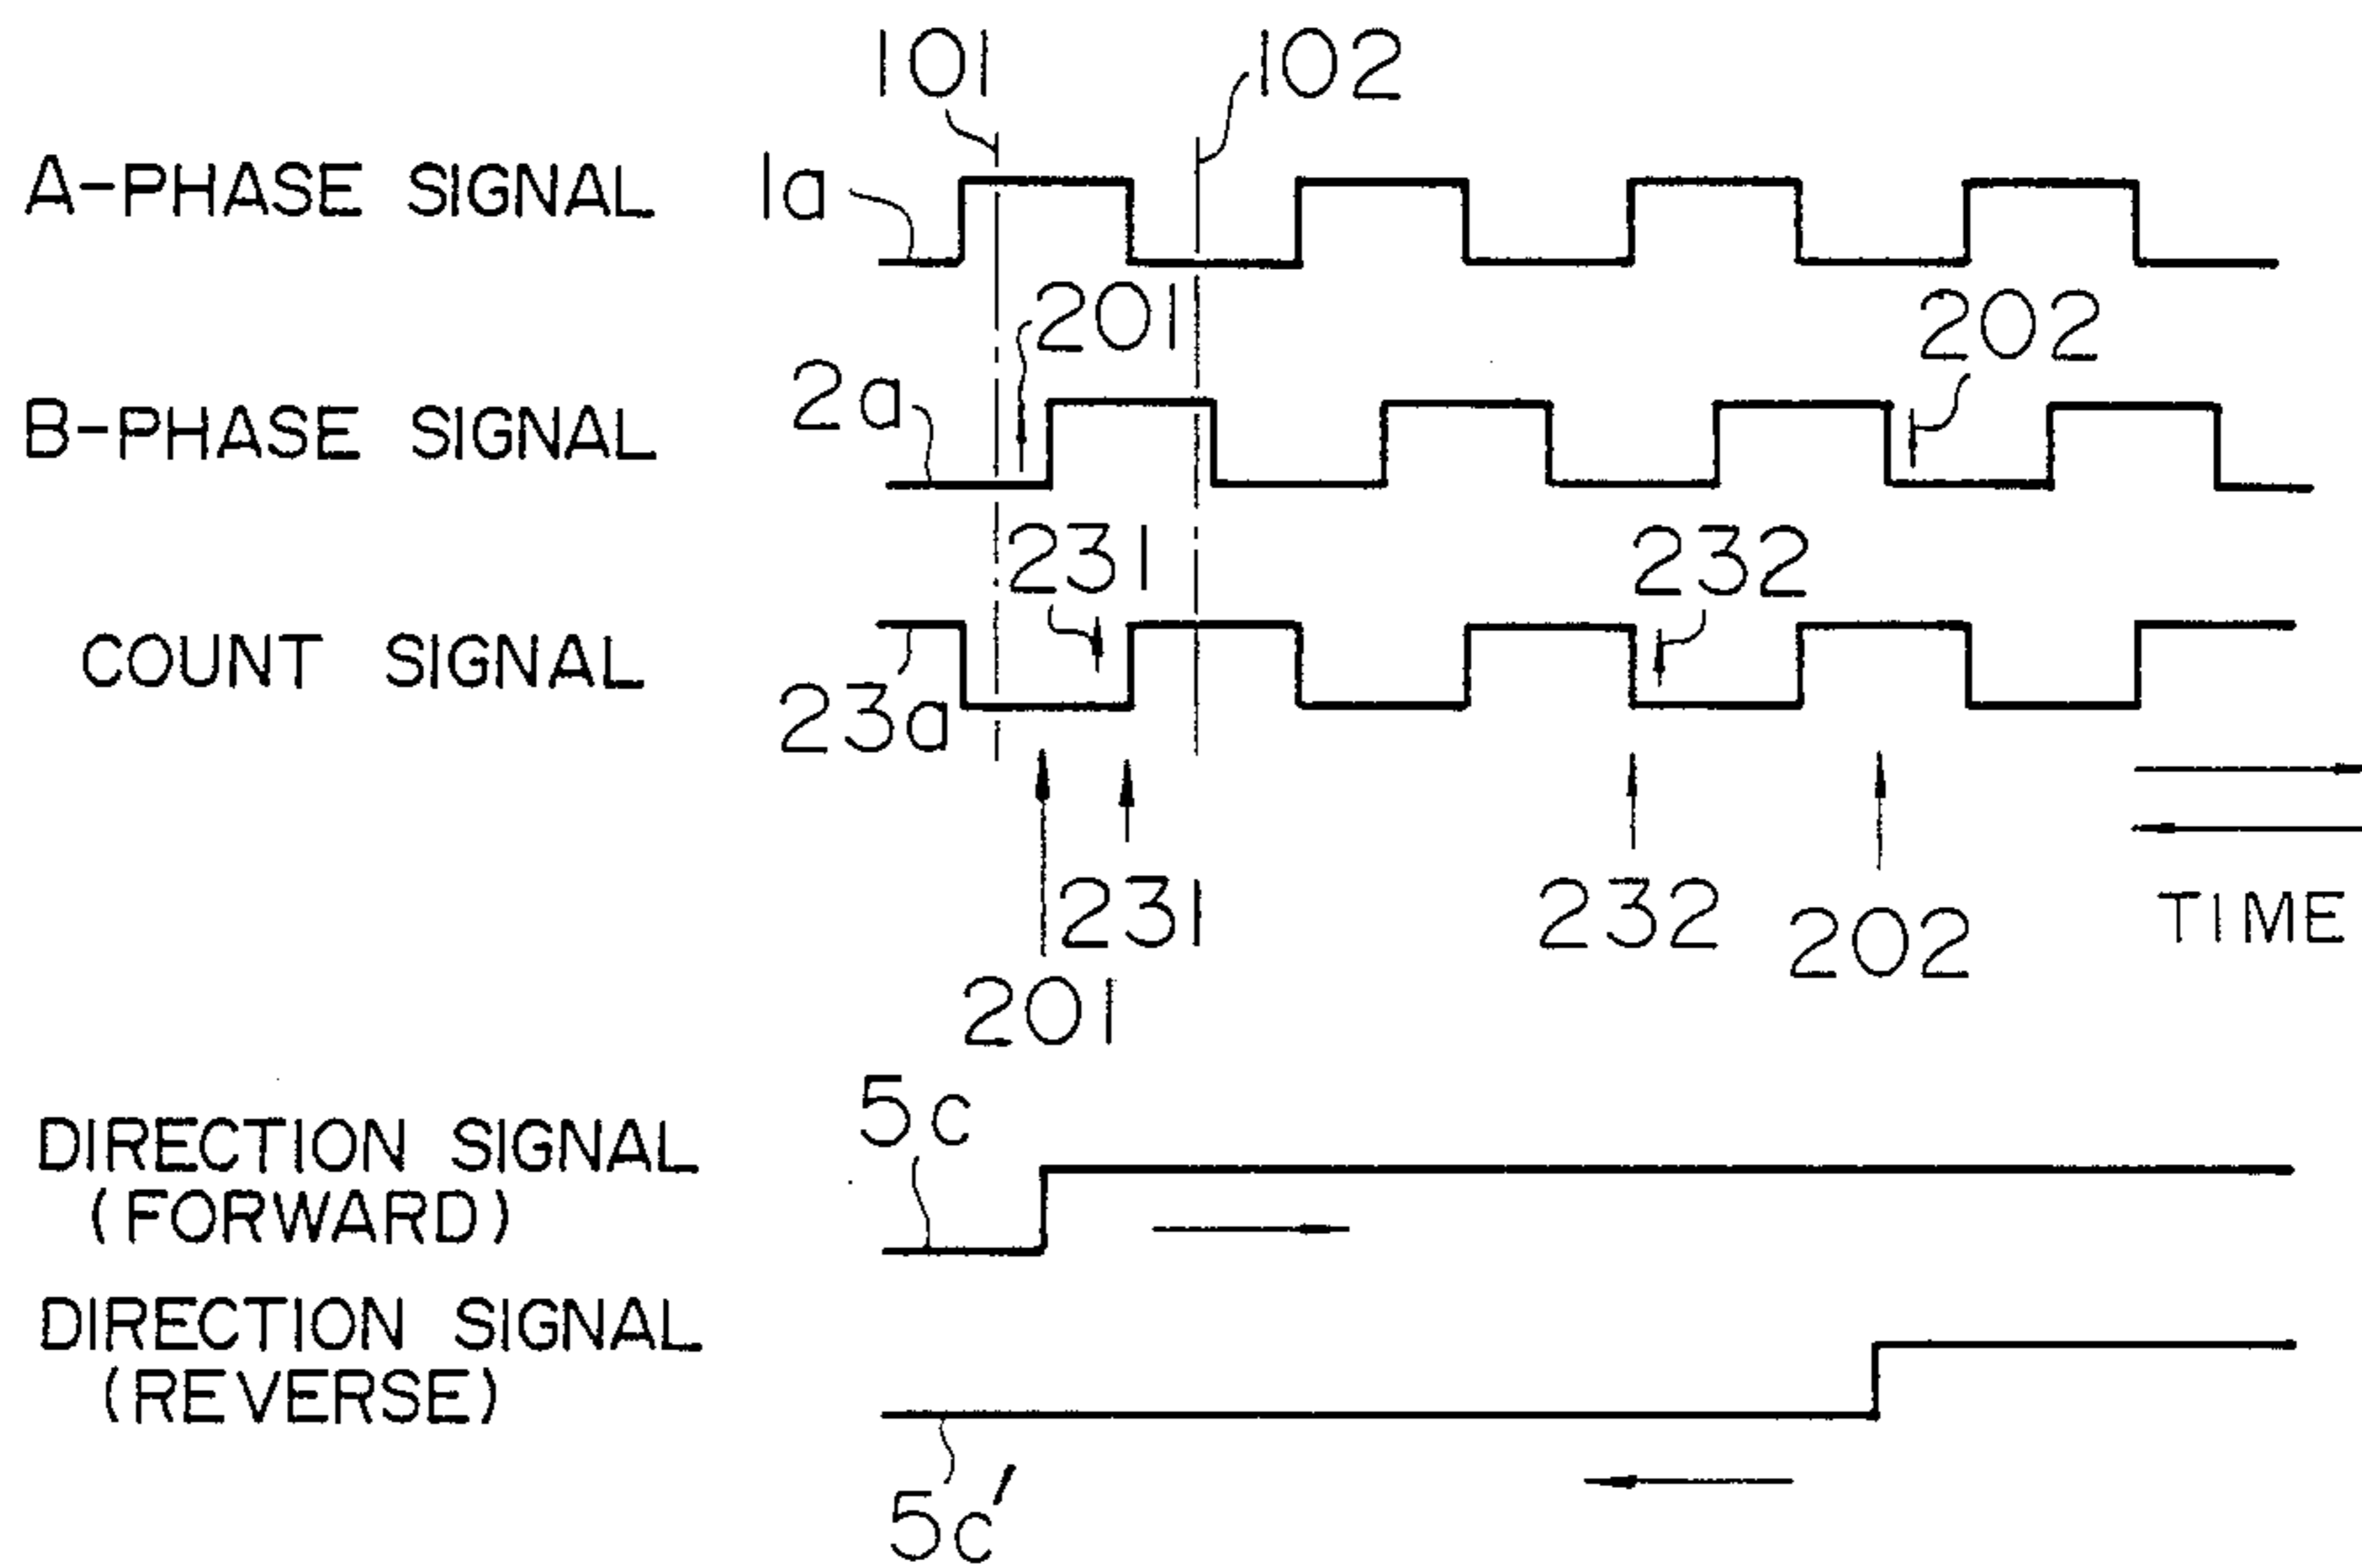 101
102
A-PHASE SIGNAL
1a
201
202
B-PHASE SIGNAL
2a
231
232
COUNT SIGNAL
23a
231
232
202
TIME
201
5c
DIRECTION SIGNAL
(FORWARD)
DIRECTION SIGNAL
(REVERSE)
5c'